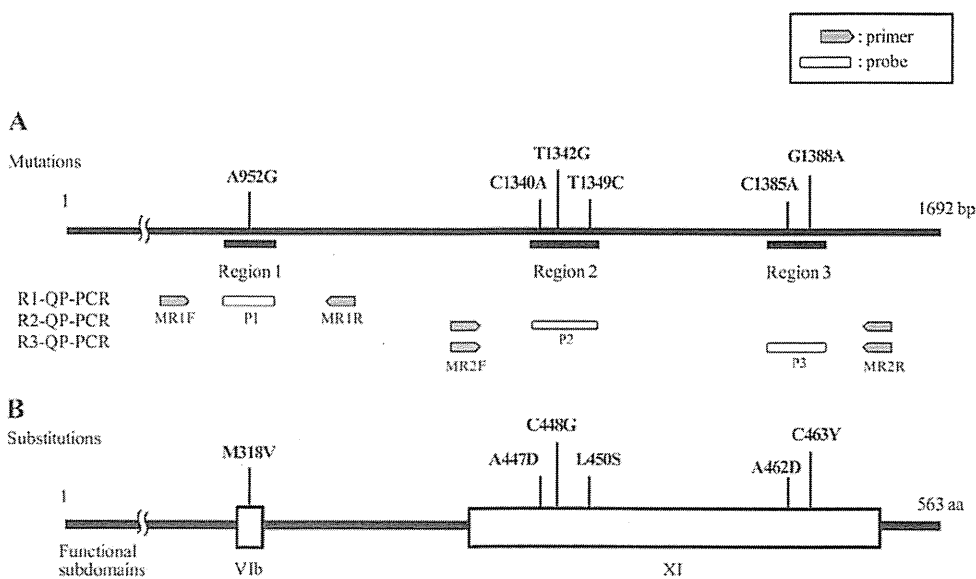 : primer
: probe
A
Mutations
T1342G
G1388A
A952G
C1340A
T1349C
C1385A
1
1692 bp
Region 1
Region 2
Region 3
R1-QP-PCR
R2-QP-PCR
R3-QP-PCR
MR1F
P1
MR1R
P2
MR2F
P3
MR2R
B
Substitutions
C448G
C463Y
M318V
A447D
L450S
A462D
1
563 aa
Functional
subdomains
VIb
XI